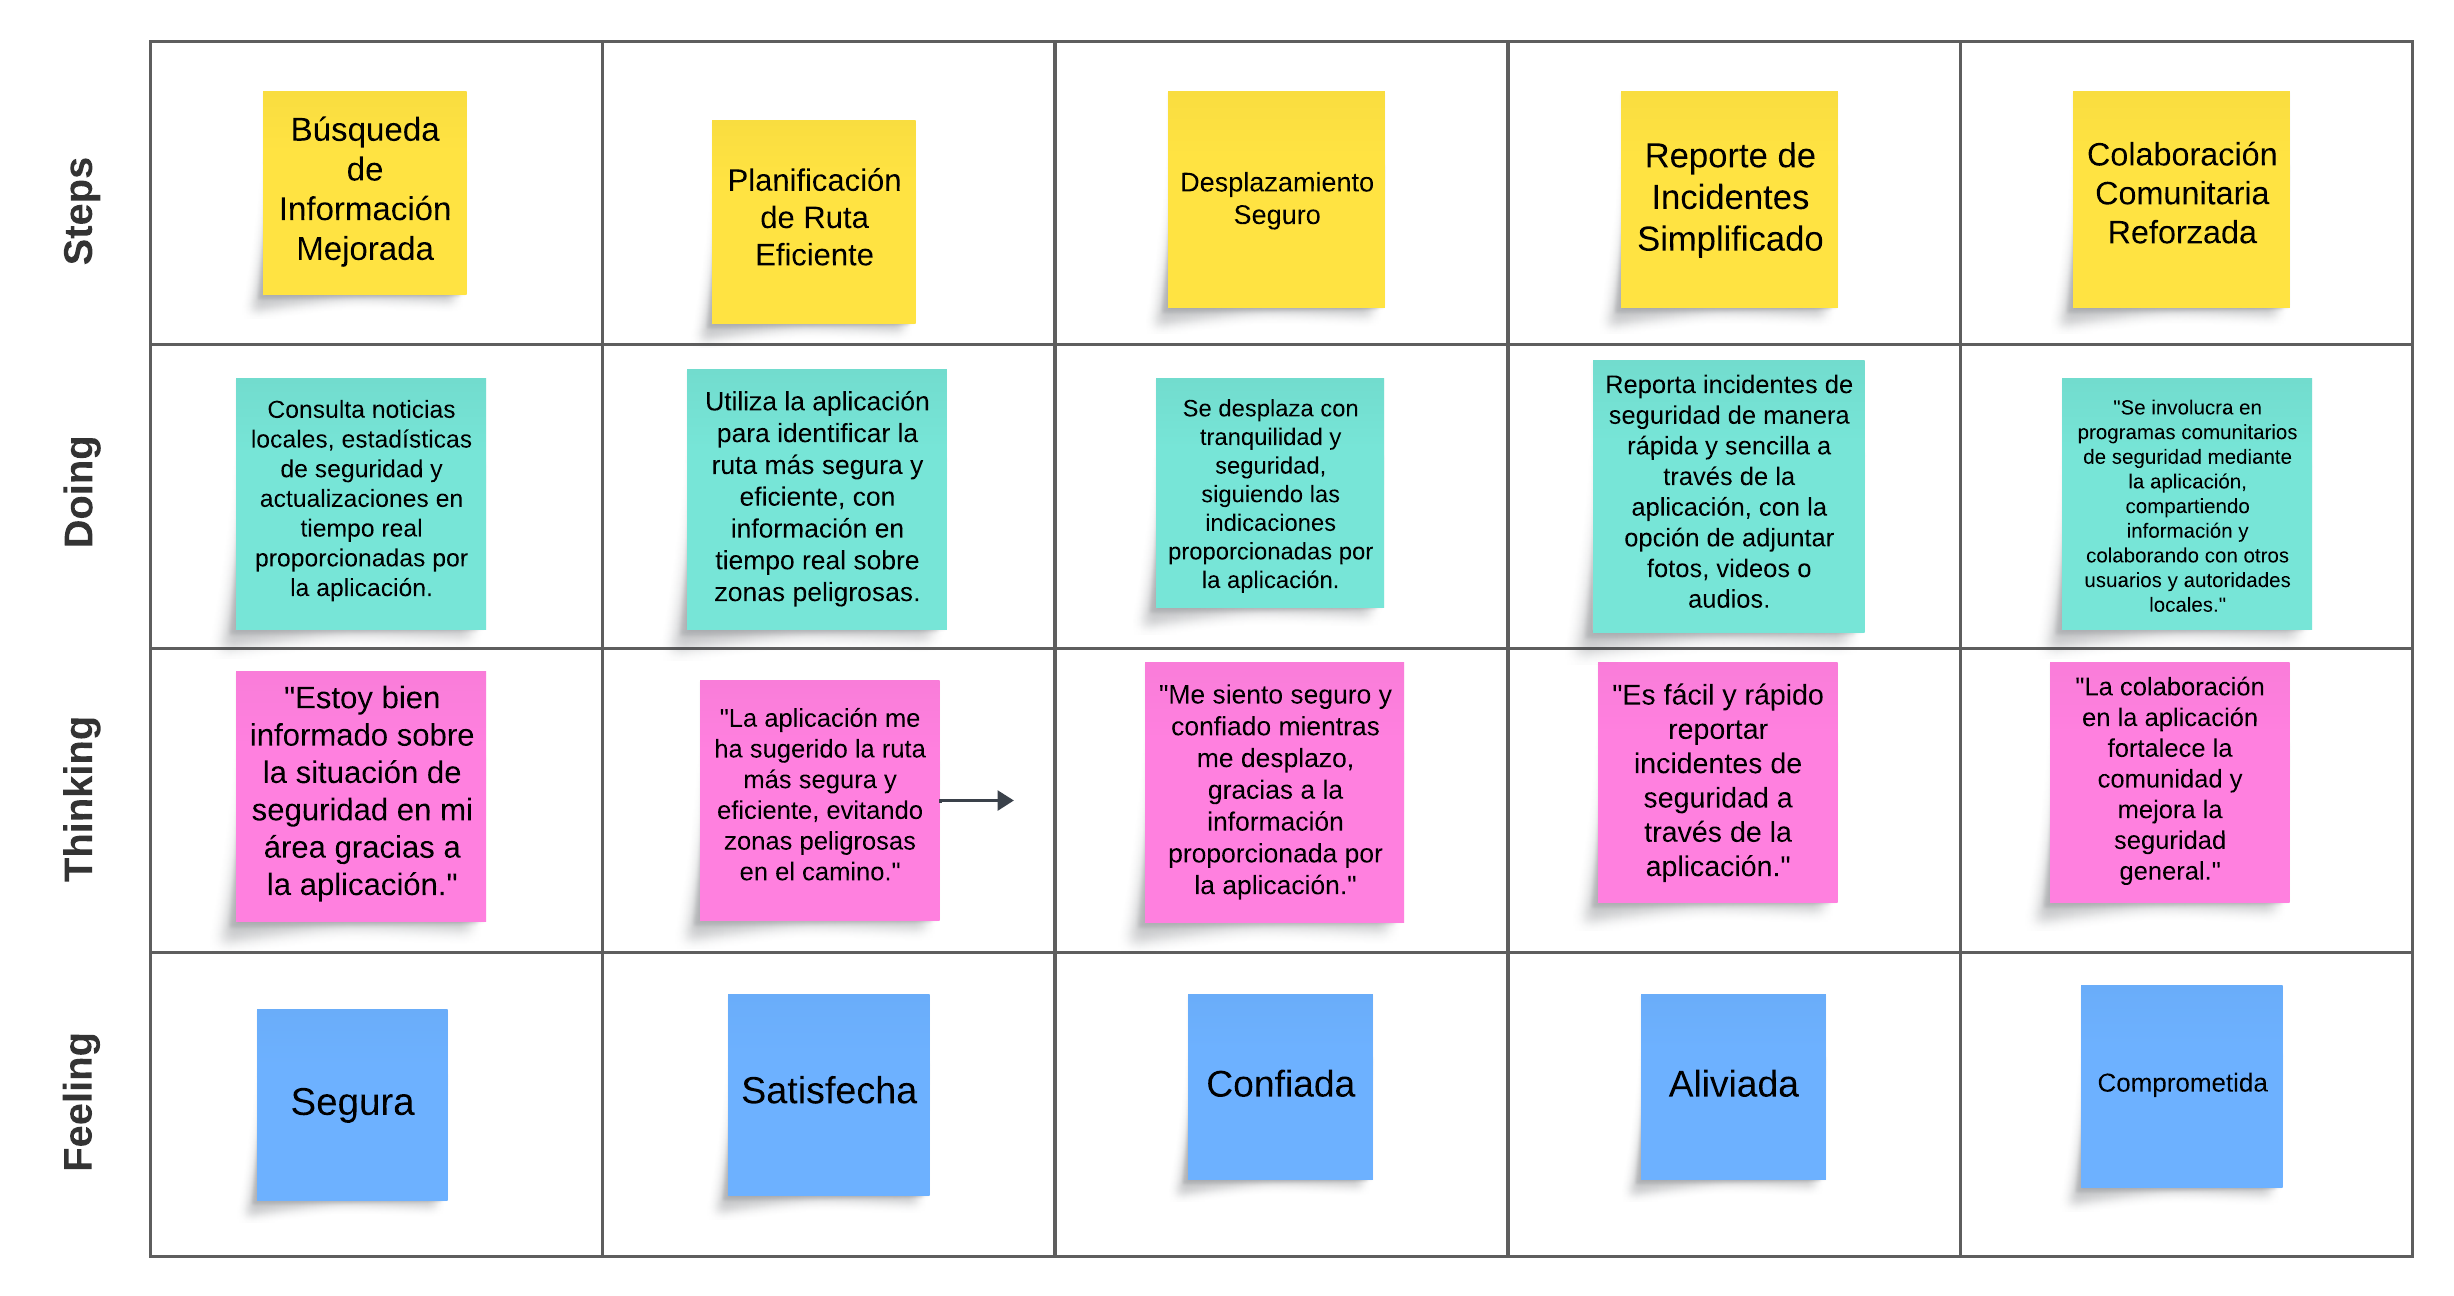 Steps
Búsqueda
de
Información
Mejorada
Planificación
de Ruta
Eficiente
Desplazamiento
Seguro
Reporte de
Incidentes
Simplificado
Colaboración
Comunitaria
Reforzada
Doing
Consulta noticias
locales, estadísticas
de seguridad y
actualizaciones en
tiempo real
proporcionadas por
la aplicación.
Utiliza la aplicación
para identificar la
ruta más segura y
eficiente, con
información en
tiempo real sobre
zonas peligrosas.
Se desplaza con
tranquilidad y
seguridad,
siguiendo las
indicaciones
proporcionadas por
la aplicación.
Reporta incidentes de
seguridad de manera
rápida y sencilla a
través de la
aplicación, con la
opción de adjuntar
fotos, videos o
audios.
"Se involucra en
programas comunitarios
de seguridad mediante
la aplicación,
compartiendo
información y
colaborando con otros
usuarios y autoridades
locales."
Thinking
"Estoy bien
informado sobre
la situación de
seguridad en mi
área gracias a
la aplicación."
"La aplicación me
ha sugerido la ruta
más segura y
eficiente, evitando
zonas peligrosas
en el camino."
"Me siento seguro y
confiado mientras
me desplazo,
gracias a la
información
proporcionada por
la aplicación."
"Es fácil y rápido
reportar
incidentes de
seguridad a
través de la
aplicación."
"La colaboración
en la aplicación
fortalece la
comunidad y
mejora la
seguridad
general."
Feeling
Segura
Satisfecha
Confiada
Aliviada
Comprometida